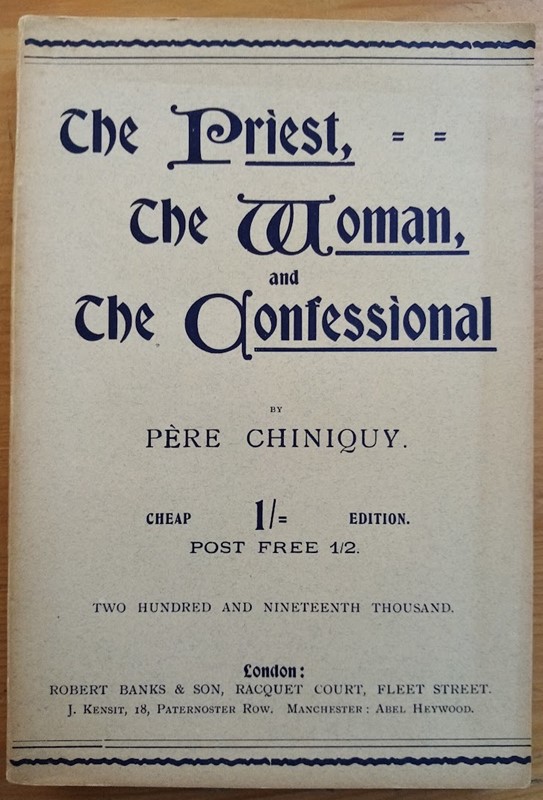 The Priest, = =
The Woman,
and
The Confessional
BY
PÈRE CHINIQUY.
CHEAP 1/= EDITION.
POST FREE 1/2.
TWO HUNDRED AND NINETEENTH THOUSAND.
London:
ROBERT BANKS & SON, RACQUET COURT, FLEET STREET.
J. KENSIT, 18, PATERNOSTER ROW. MANCHESTER: ABEL HEYWOOD.